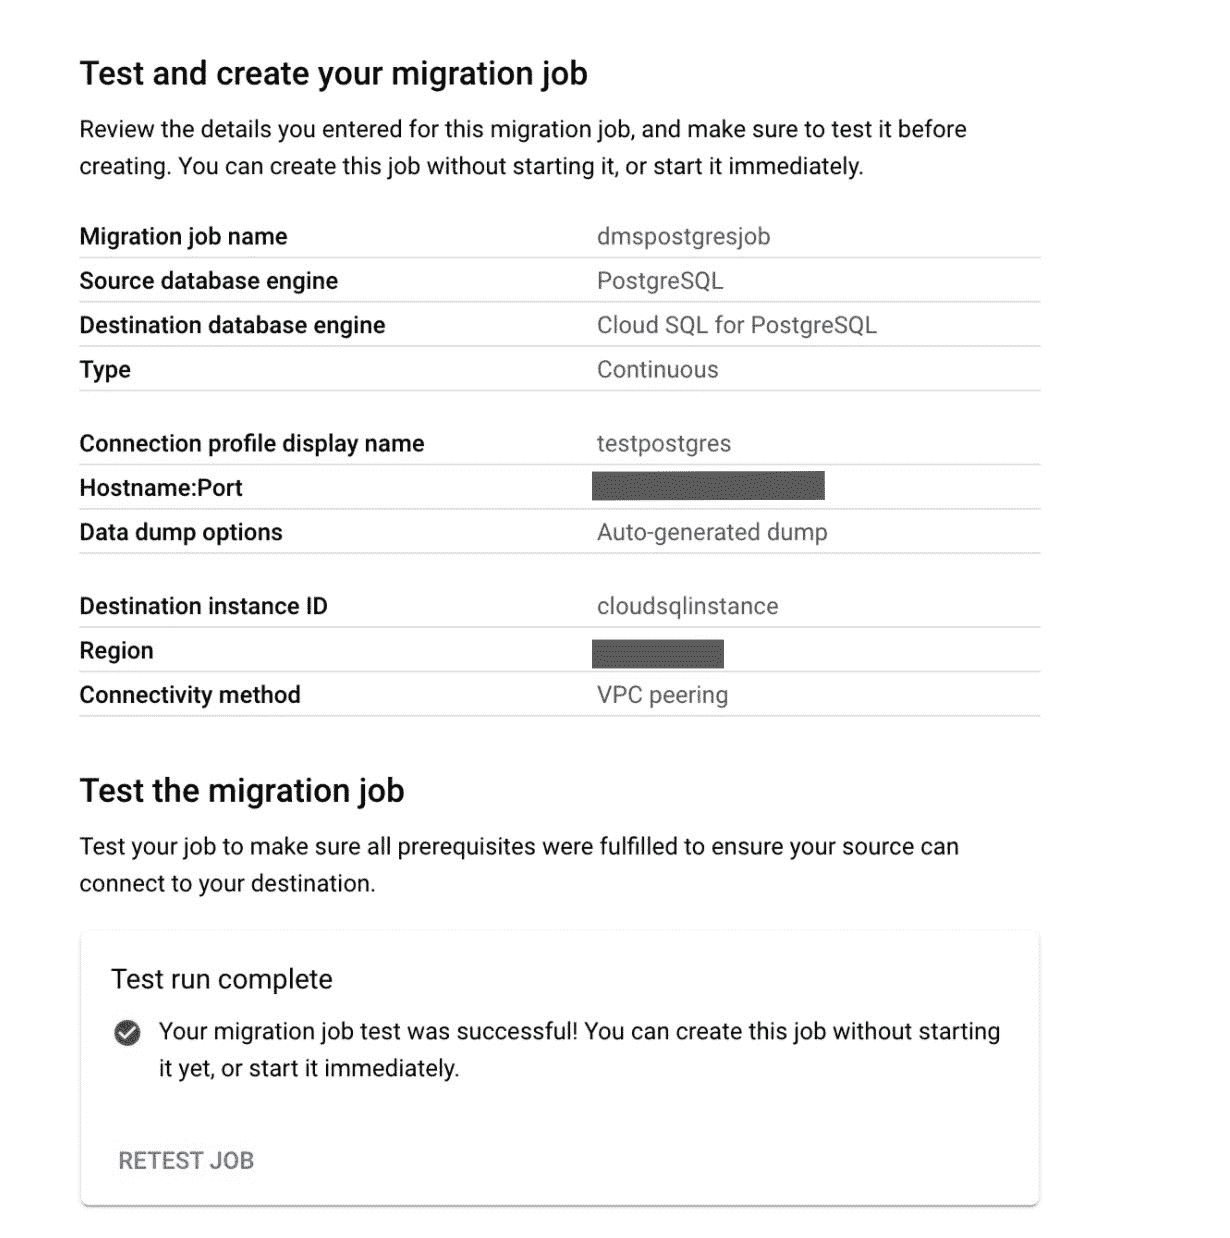 Test and create your migration job
Review the details you entered for this migration job, and make sure to test it before
creating. You can create this job without starting it, or start it immediately.
Migration job name dmspostgresjob
Source database engine PostgreSQL
Destination database engine Cloud SQL for PostgreSQL
Type Continuous
Connection profile display name testpostgres
Hostname:Port
Data dump options Auto-generated dump
Destination instance ID cloudsqlinstance
Region
Connectivity method VPC peering
Test the migration job
Test your job to make sure all prerequisites were fulfilled to ensure your source can
connect to your destination.
Test run complete
Your migration job test was successful! You can create this job without starting
it yet, or start it immediately.
RETEST JOB